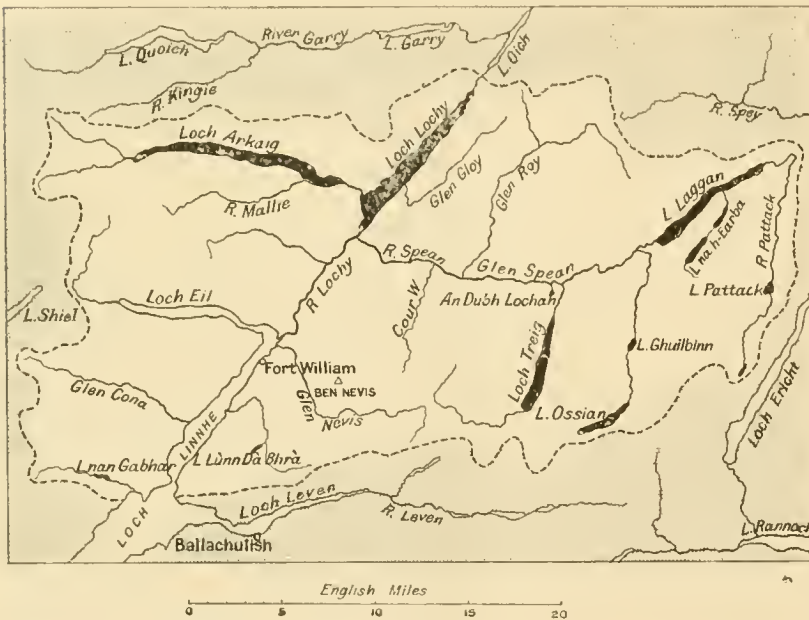 L. Quoich
River Garry
L. Garry
L. Oich
R. Kingie
R. Spey
Loch Arkaig
Loch Lochy
Glen Gloy
Glen Roy
L Laggan
R. Mallie
L na h-Earba
R Pattack
R Lochy
R. Spean
Glen Spean
Loch Eil
Cour W
An Dubh Lochan
L. Pattack
L. Shiel
Loch Treig
L. Ghuilbinn
Fort William
BEN NEVIS
Loch Ericht
Glen Cona
Glen
Nevis
L. Ossian
LINNHE
L Lùnn Dà Bhrà
L nan Gabhar
LOCH
Loch Leven
R. Leven
L. Rannoch
Ballachulish
English Miles
0 5 10 15 20